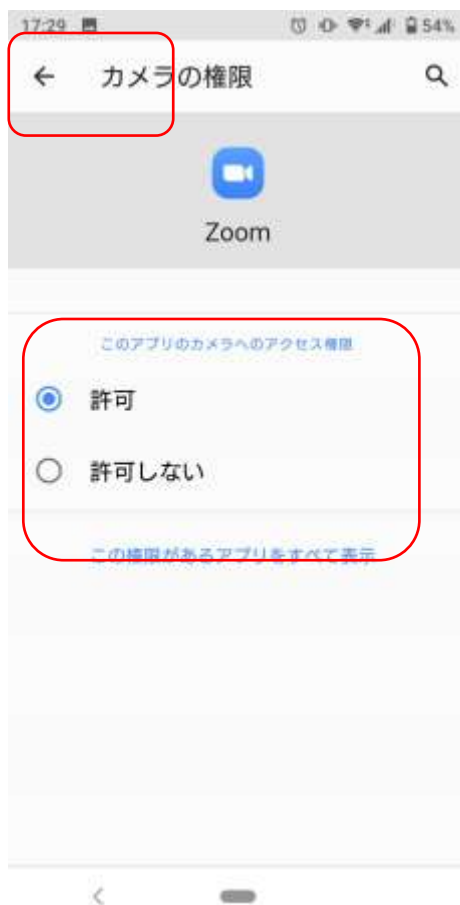 17:29 54%
カメラの権限
Zoom
このアプリのカメラへのアクセス権限
許可
許可しない
この権限があるアプリをすべて表示